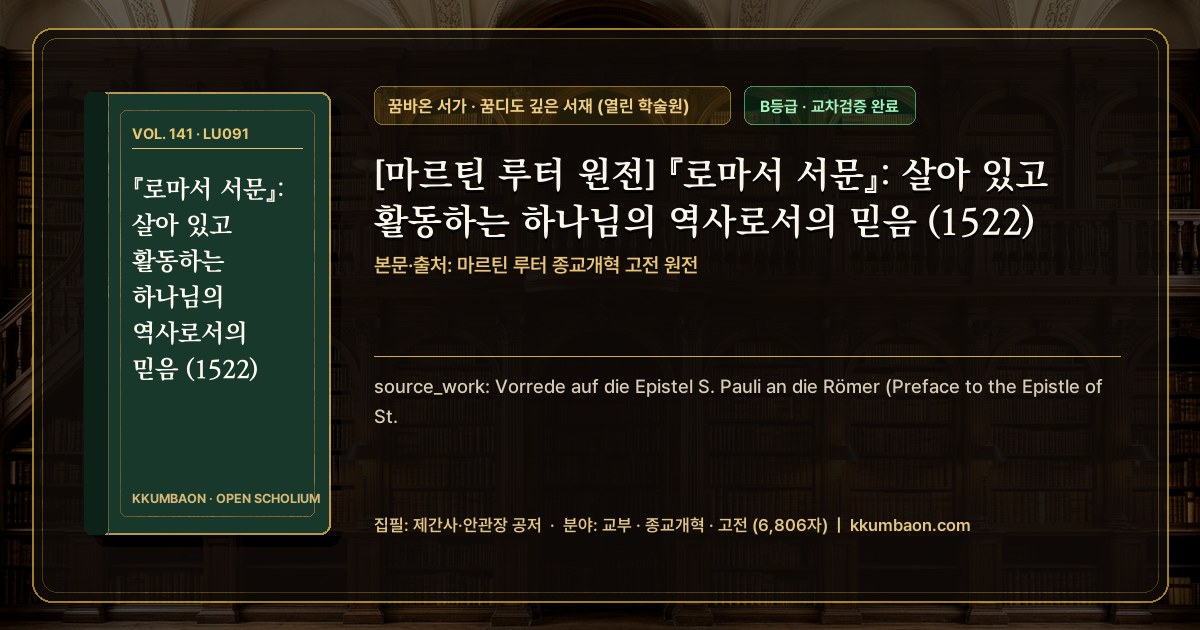 VOL. 141 · LU091
『로마서 서문』:
살아 있고
활동하는
하나님의
역사로서의
믿음 (1522)
KKUMBAON · OPEN SCHOLIUM
꿈바온 서가 · 꿈디도 깊은 서재 (열린 학술원)
B등급 · 교차검증 완료
[마르틴 루터 원전] 『로마서 서문』: 살아 있고
활동하는 하나님의 역사로서의 믿음 (1522)
본문·출처: 마르틴 루터 종교개혁 고전 원전
source_work: Vorrede auf die Epistel S. Pauli an die Römer (Preface to the Epistle of
St.
집필: 제간사·안관장 공저 · 분야: 교부 · 종교개혁 · 고전 (6,806자) | kkumbaon.com